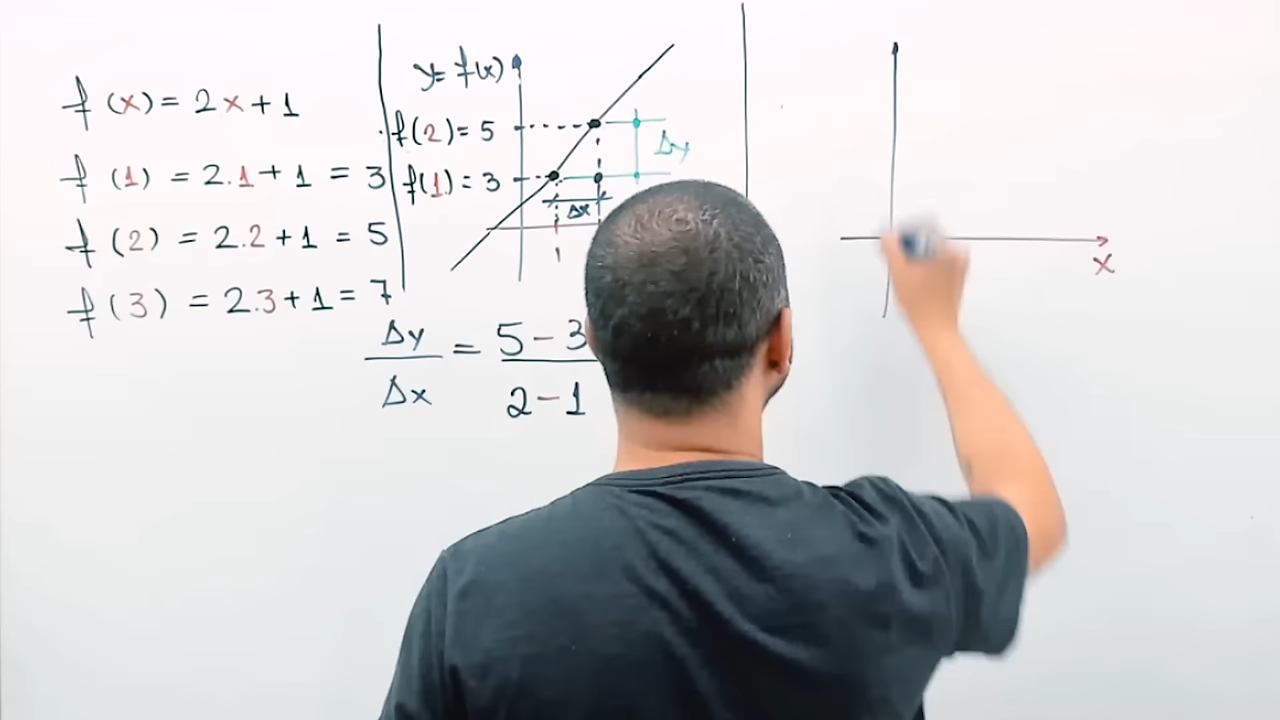 f(x) = 2x + 1
f(1) = 2.1 + 1 = 3
f(2) = 2.2 + 1 = 5
f(3) = 2.3 + 1 = 7
y = f(x)
f(2) = 5
f(1) = 3
Δy
Δx
Δy/Δx = 5 - 3/2 - 1
x